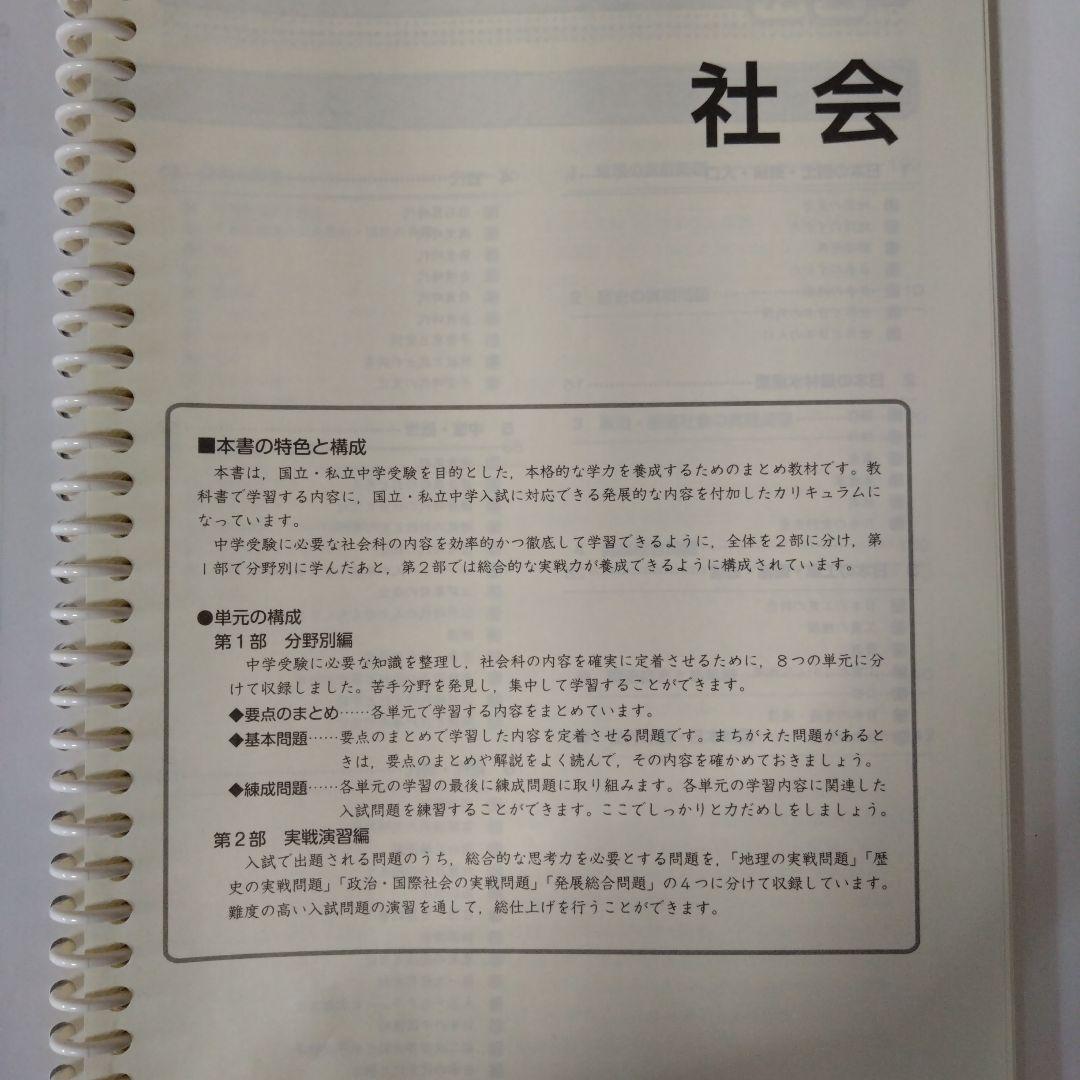 社会
■本書の特色と構成
本書は，国立・私立中学受験を目的とした，本格的な学力を養成するためのまとめ教材です。教
科書で学習する内容に，国立・私立中学入試に対応できる発展的な内容を付加したカリキュラムに
なっています。
中学受験に必要な社会科の内容を効率的かつ徹底して学習できるように，全体を２部に分け，第
１部で分野別に学んだあと，第２部では総合的な実戦力が養成できるように構成されています。
●単元の構成
第１部　分野別編
中学受験に必要な知識を整理し，社会科の内容を確実に定着させるために，８つの単元に分
けて収録しました。苦手分野を発見し，集中して学習することができます。
◆要点のまとめ……各単元で学習する内容をまとめています。
◆基本問題……要点のまとめで学習した内容を定着させる問題です。まちがえた問題があると
きは，要点のまとめや解説をよく読んで，その内容を確かめておきましょう。
◆練成問題……各単元の学習の最後に練成問題に取り組みます。各単元の学習内容に関連した
入試問題を練習することができます。ここでしっかりと力だめしをしましょう。
第２部　実戦演習編
入試で出題される問題のうち，総合的な思考力を必要とする問題を，「地理の実戦問題」「歴
史の実戦問題」「政治・国際社会の実戦問題」「発展総合問題」の４つに分けて収録しています。
難度の高い入試問題の演習を通して，総仕上げを行うことができます。